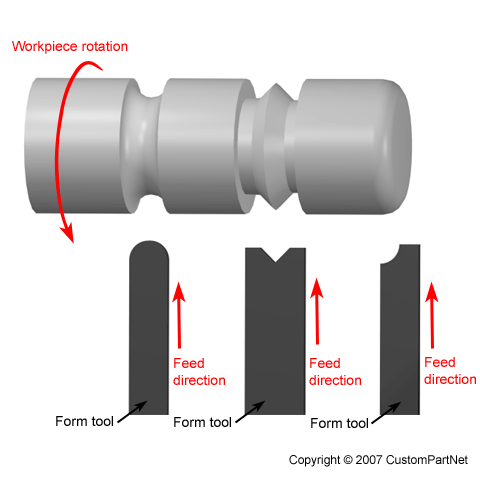 Workpiece rotation
Feed
direction
Feed
direction
Feed
direction
Form tool
Form tool
Form tool
Copyright © 2007 CustomPartNet